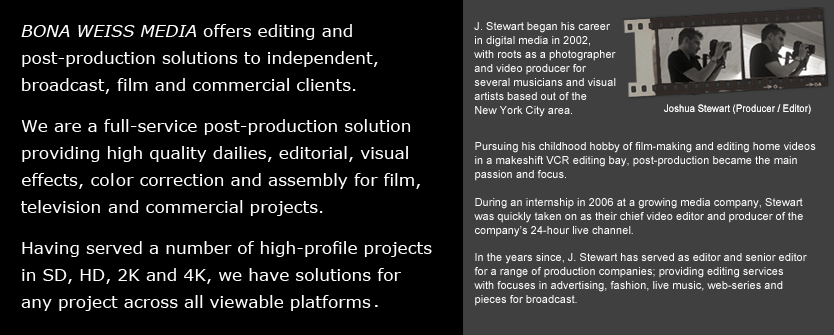 BONA WEISS MEDIA offers editing and
post-production solutions to independent,
broadcast, film and commercial clients.
We are a full-service post-production solution
providing high quality dailies, editorial, visual
effects, color correction and assembly for film,
television and commercial projects.
Having served a number of high-profile projects
in SD, HD, 2K and 4K, we have solutions for
any project across all viewable platforms.
J. Stewart began his career
in digital media in 2002,
with roots as a photographer
and video producer for
several musicians and visual
artists based out of the
New York City area.
Joshua Stewart (Producer / Editor)
Pursuing his childhood hobby of film-making and editing home videos
in a makeshift VCR editing bay, post-production became the main
passion and focus.
During an internship in 2006 at a growing media company, Stewart
was quickly taken on as their chief video editor and producer of the
company's 24-hour live channel.
In the years since, J. Stewart has served as editor and senior editor
for a range of production companies; providing editing services
with focuses in advertising, fashion, live music, web-series and
pieces for broadcast.